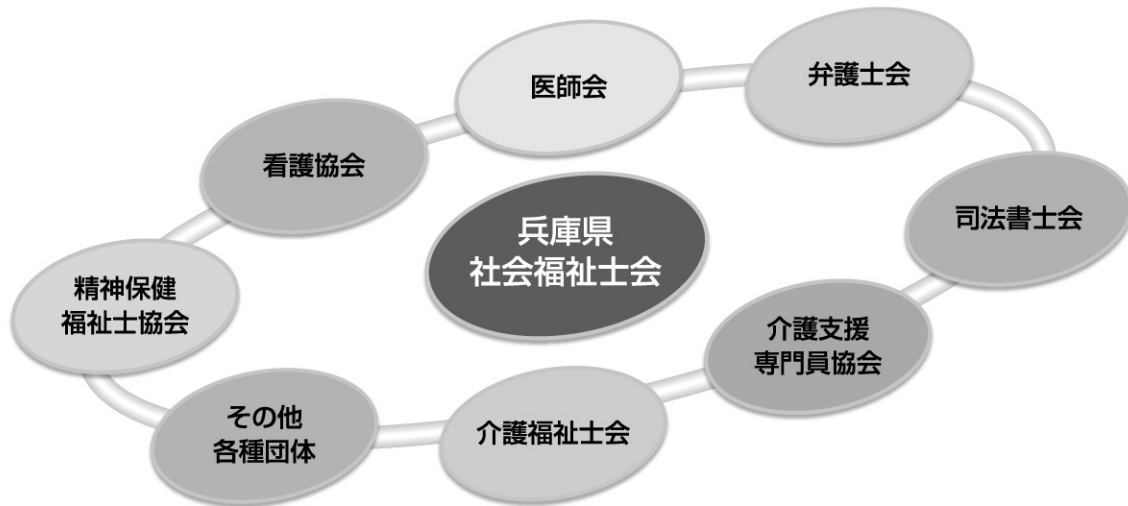 医師会
弁護士会
看護協会
司法書士会
兵庫県
社会福祉士会
精神保健
福祉士協会
介護支援
専門員協会
その他
各種団体
介護福祉士会